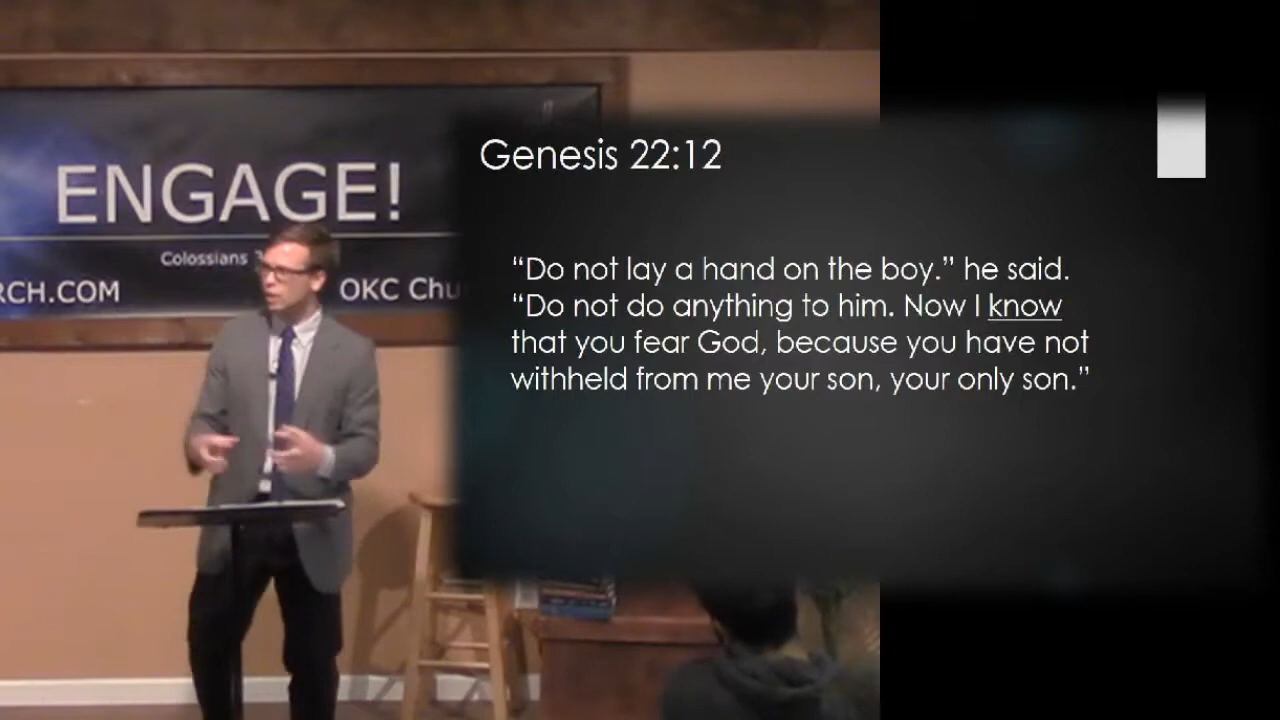 ENGAGE!
Colossians
RCH.COM
OKC Chu
Genesis 22:12
“Do not lay a hand on the boy.” he said.
“Do not do anything to him. Now I know
that you fear God, because you have not
withheld from me your son, your only son.”